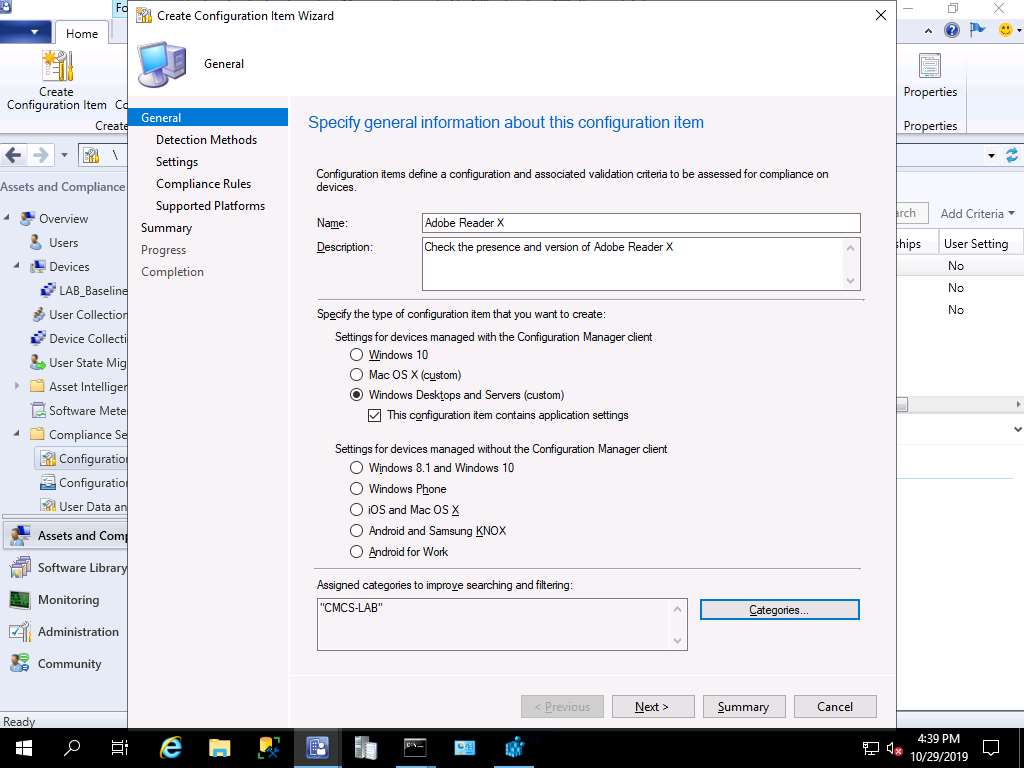 Fo
Create Configuration Item Wizard
Home
General
Create
Configuration Item
Co
Create
Properties
Properties
General
Detection Methods
Settings
Compliance Rules
Supported Platforms
Summary
Progress
Completion
Specify general information about this configuration item
Configuration items define a configuration and associated validation criteria to be assessed for compliance on
devices.
Name:
Adobe Reader X
Description:
Check the presence and version of Adobe Reader X
Specify the type of configuration item that you want to create:
Settings for devices managed with the Configuration Manager client
Windows 10
Mac OS X (custom)
Windows Desktops and Servers (custom)
This configuration item contains application settings
Settings for devices managed without the Configuration Manager client
Windows 8.1 and Windows 10
Windows Phone
iOS and Mac OS X
Android and Samsung KNOX
Android for Work
Assigned categories to improve searching and filtering:
"CMCS-LAB"
Categories...
< Previous
Next >
Summary
Cancel
\
Assets and Compliance
Overview
Users
Devices
LAB_Baseline
User Collection
Device Collecti
User State Mig
Asset Intelliger
Software Mete
Compliance Se
Configuratio
Configuration
User Data an
Assets and Comp
Software Library
Monitoring
Administration
Community
Ready
arch
Add Criteria
ships
User Setting
No
No
No
4:39 PM
10/29/2019